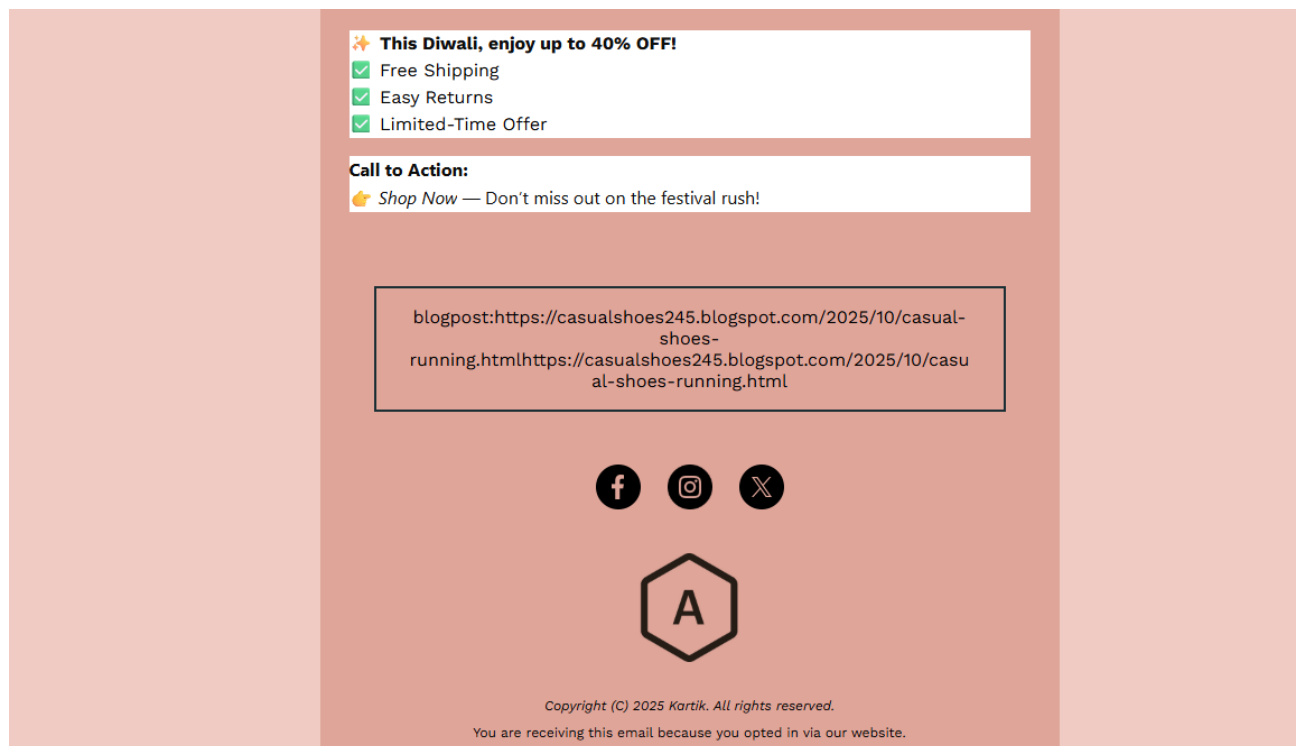 ✨ This Diwali, enjoy up to 40% OFF!
✅ Free Shipping
✅ Easy Returns
✅ Limited-Time Offer
Call to Action:
👉 Shop Now — Don't miss out on the festival rush!
blogpost:https://casualshoes245.blogspot.com/2025/10/casual-
shoes-
running.htmlhttps://casualshoes245.blogspot.com/2025/10/casu
al-shoes-running.html
A
Copyright (C) 2025 Kartik. All rights reserved.
You are receiving this email because you opted in via our website.